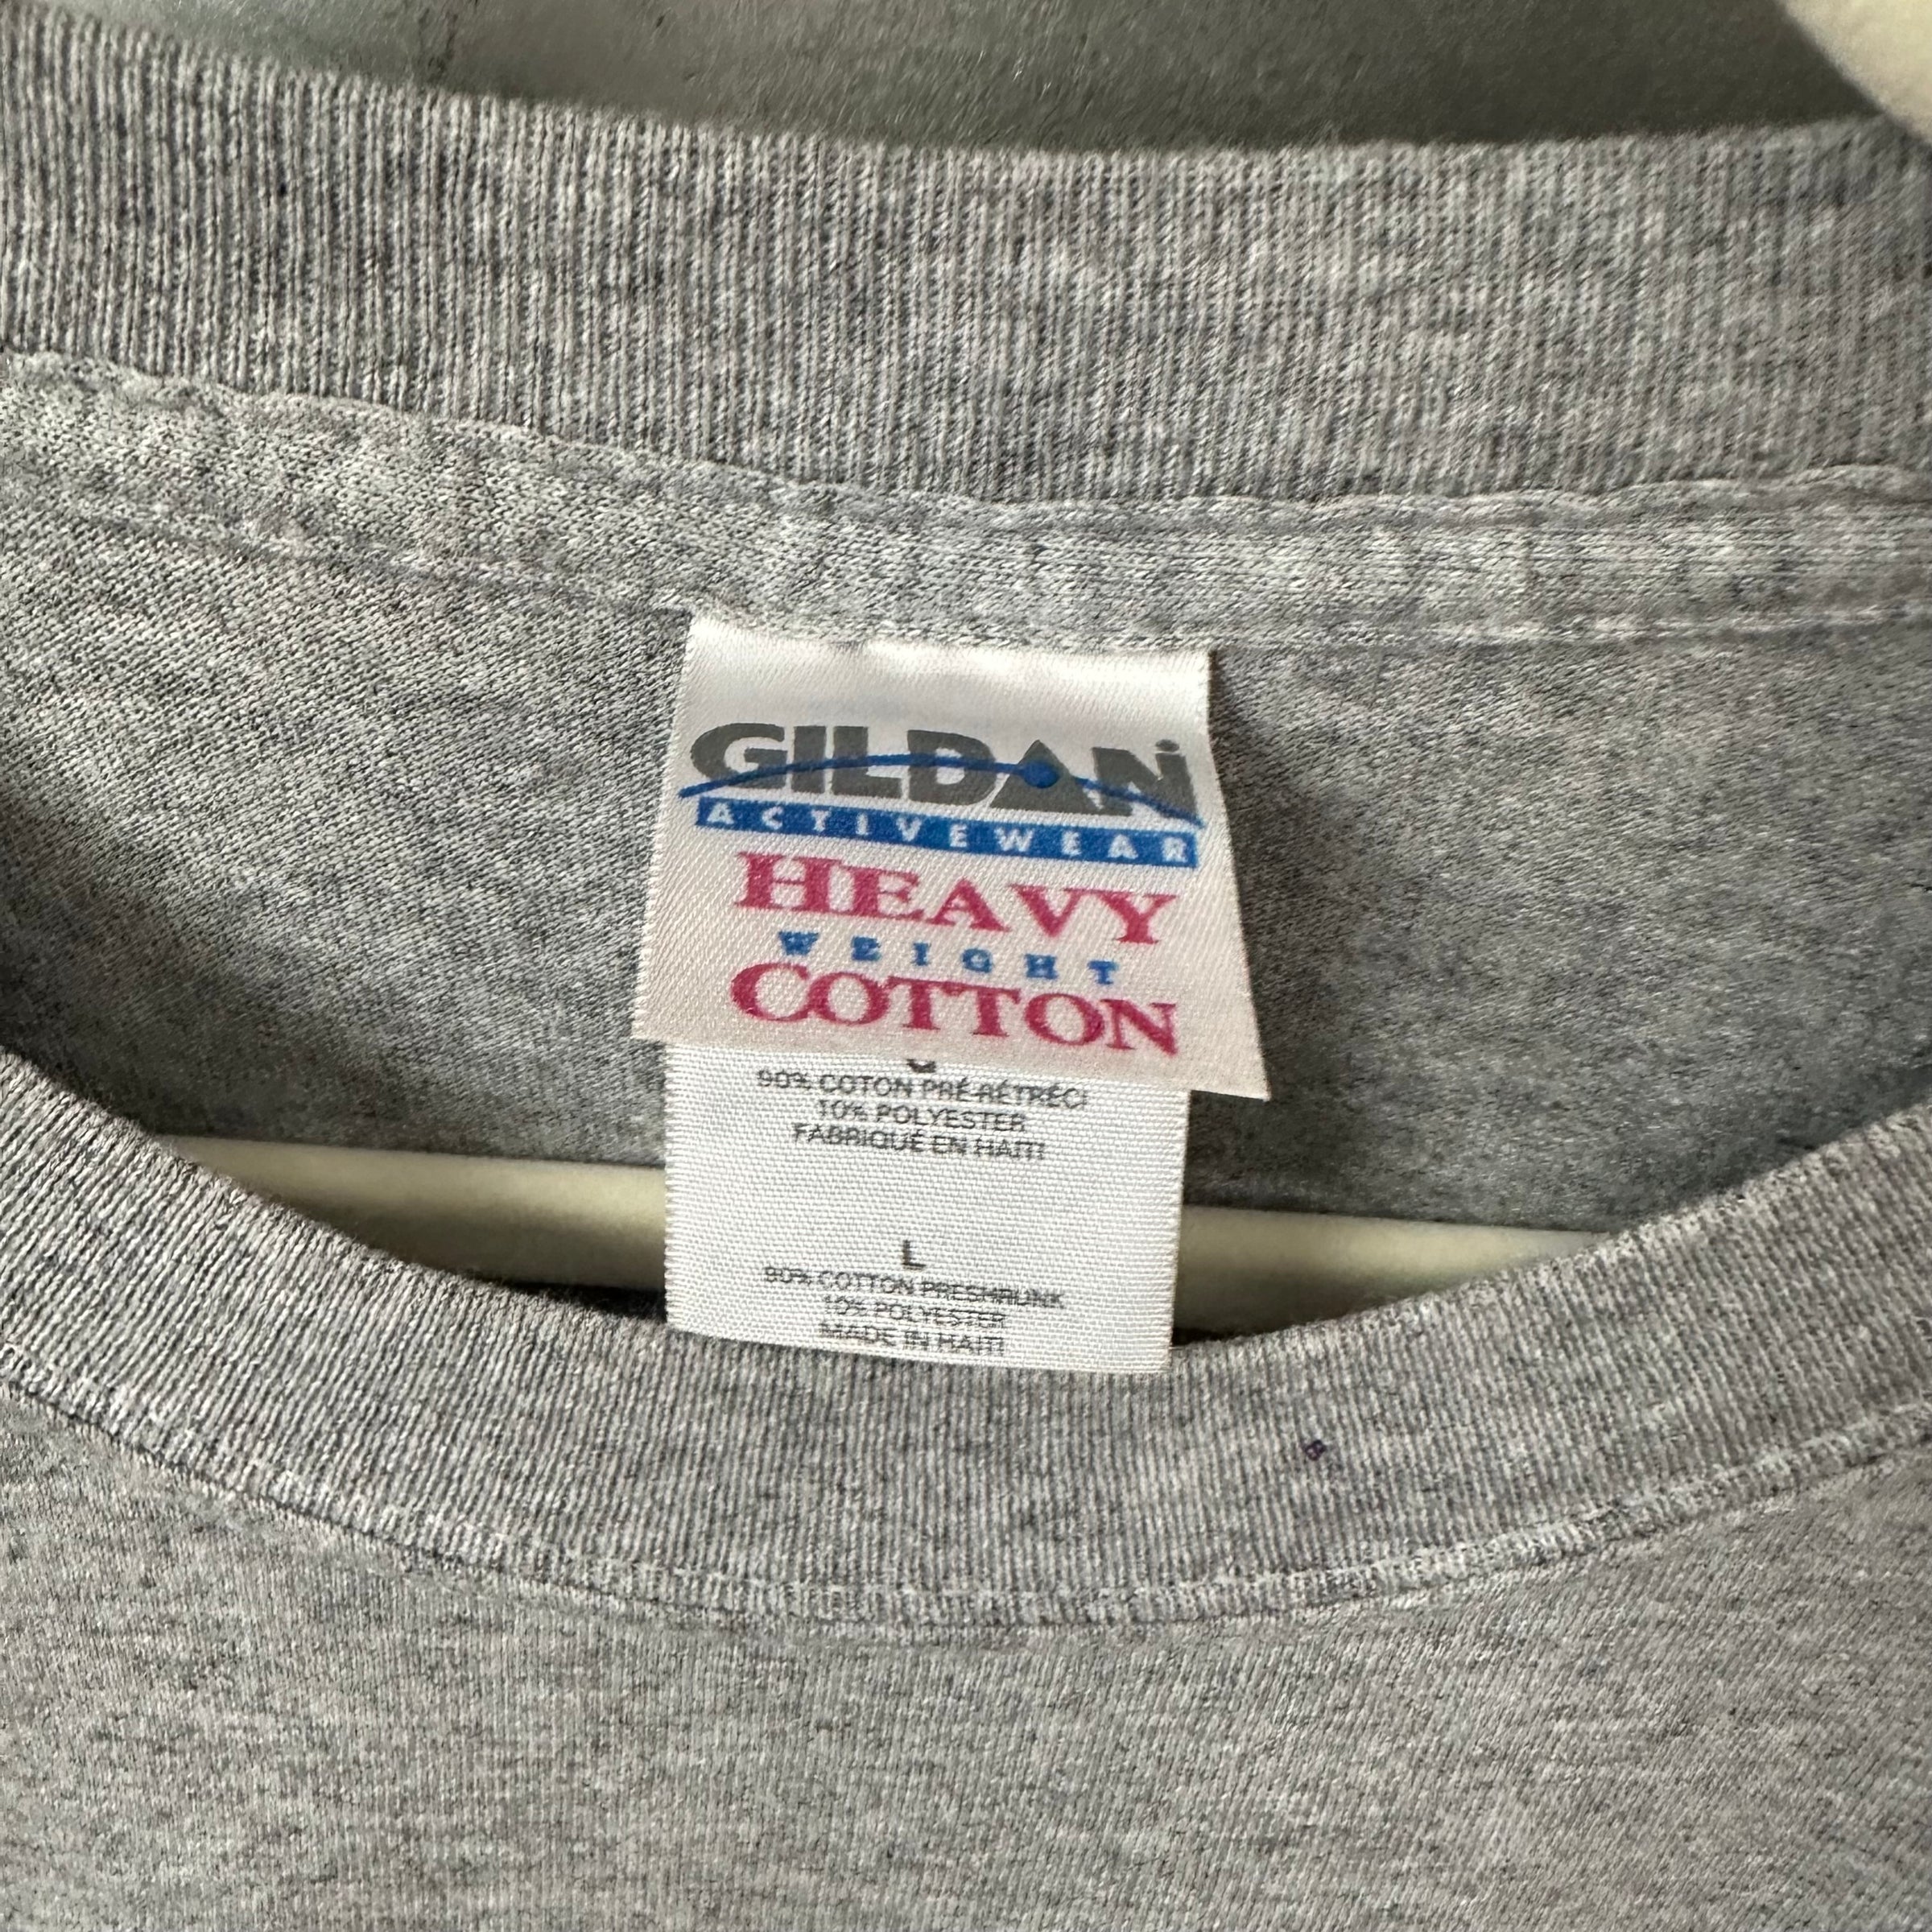 GILDAN
ACTIVEWEAR
HEAVY
WEIGHT
COTTON
90% COTON PRÉ-RÉTRÉCI
10% POLYESTER
FABRIQUÉ EN HAITI
L
90% COTTON PRESHRUNK
10% POLYESTER
MADE IN HAITI